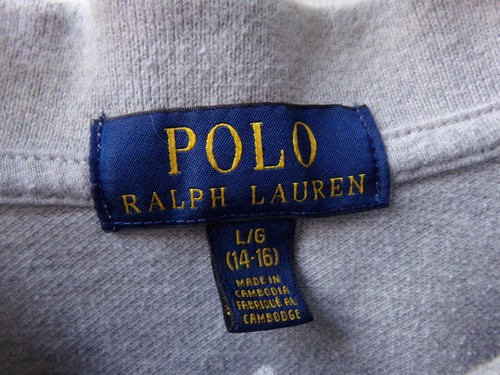 POLO
RALPH LAUREN
L/G
(14-16)
MADE IN
CAMBODIA
FABRIQUÉ AU
CAMBODGE